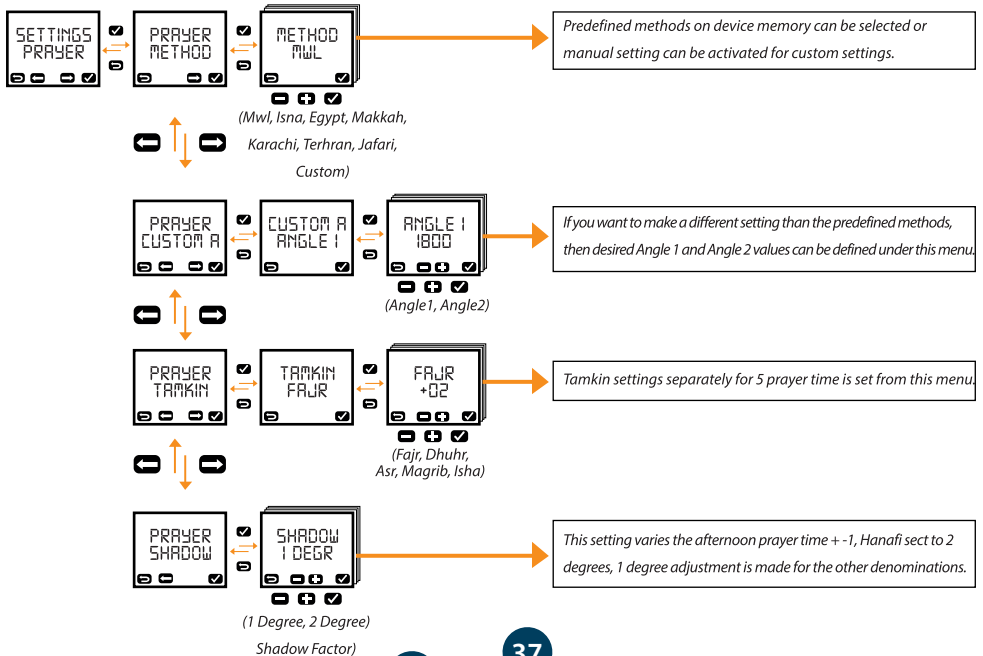 SETTINGS
PRAYER
PRAYER
METHOD
METHOD
MWL
Predefined methods on device memory can be selected or
manual setting can be activated for custom settings.
(Mwl, Isna, Egypt, Makkah,
Karachi, Terhran, Jafari,
Custom)
PRAYER
CUSTOM A
CUSTOM A
ANGLE 1
ANGLE 1
1800
If you want to make a different setting than the predefined methods,
then desired Angle 1 and Angle 2 values can be defined under this menu.
(Angle1, Angle2)
PRAYER
TAMKIN
TAMKIN
FAJR
FAJR
+02
Tamkin settings separately for 5 prayer time is set from this menu.
(Fajr, Dhuhr,
Asr, Magrib, Isha)
PRAYER
SHADOW
SHADOW
1 DEGR
This setting varies the afternoon prayer time + -1, Hanafi sect to 2
degrees, 1 degree adjustment is made for the other denominations.
(1 Degree, 2 Degree)
Shadow Factor)
37